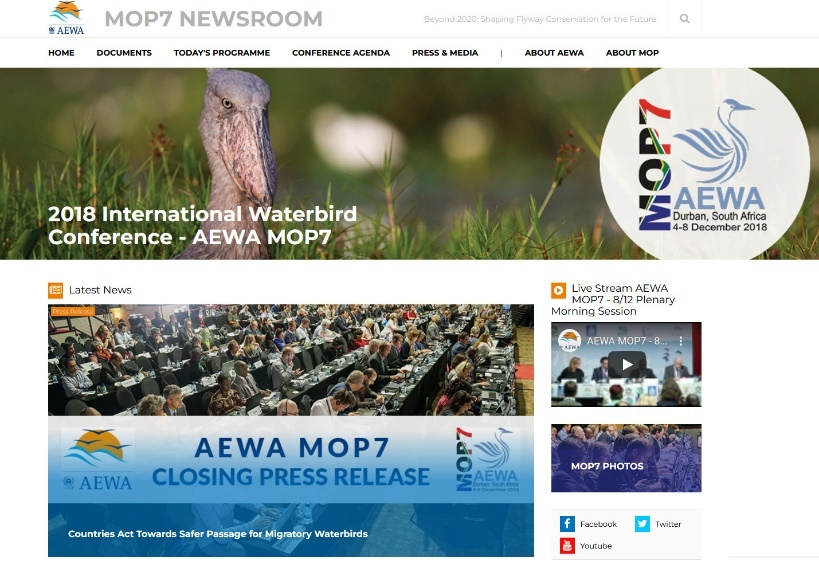 AEWA
MOP7 NEWSROOM
Beyond 2020: Shaping Flyway Conservation for the Future
HOME DOCUMENTS TODAY'S PROGRAMME CONFERENCE AGENDA PRESS & MEDIA | ABOUT AEWA ABOUT MOP
2018 International Waterbird
Conference - AEWA MOP7
MOP7
AEWA
Durban, South Africa
4-8 December 2018
Latest News
Press Release
AEWA
AEWA MOP7
CLOSING PRESS RELEASE
MOP7
AEWA
Durban, South Africa
4-8 December 2018
Countries Act Towards Safer Passage for Migratory Waterbirds
Live Stream AEWA
MOP7 - 8/12 Plenary
Morning Session
AEWA MOP7 - 8...
MOP7 PHOTOS
Facebook Twitter
Youtube